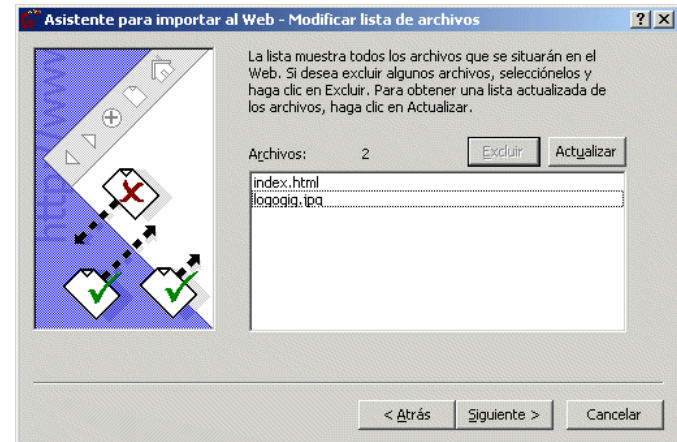 Asistente para importar al Web - Modificar lista de archivos
http://www
La lista muestra todos los archivos que se situarán en el
Web. Si desea excluir algunos archivos, selecciónelos y
haga clic en Excluir. Para obtener una lista actualizada de
los archivos, haga clic en Actualizar.
Archivos: 2 Excluir Actualizar
index.html
logogig.jpg
< Atrás Siguiente > Cancelar